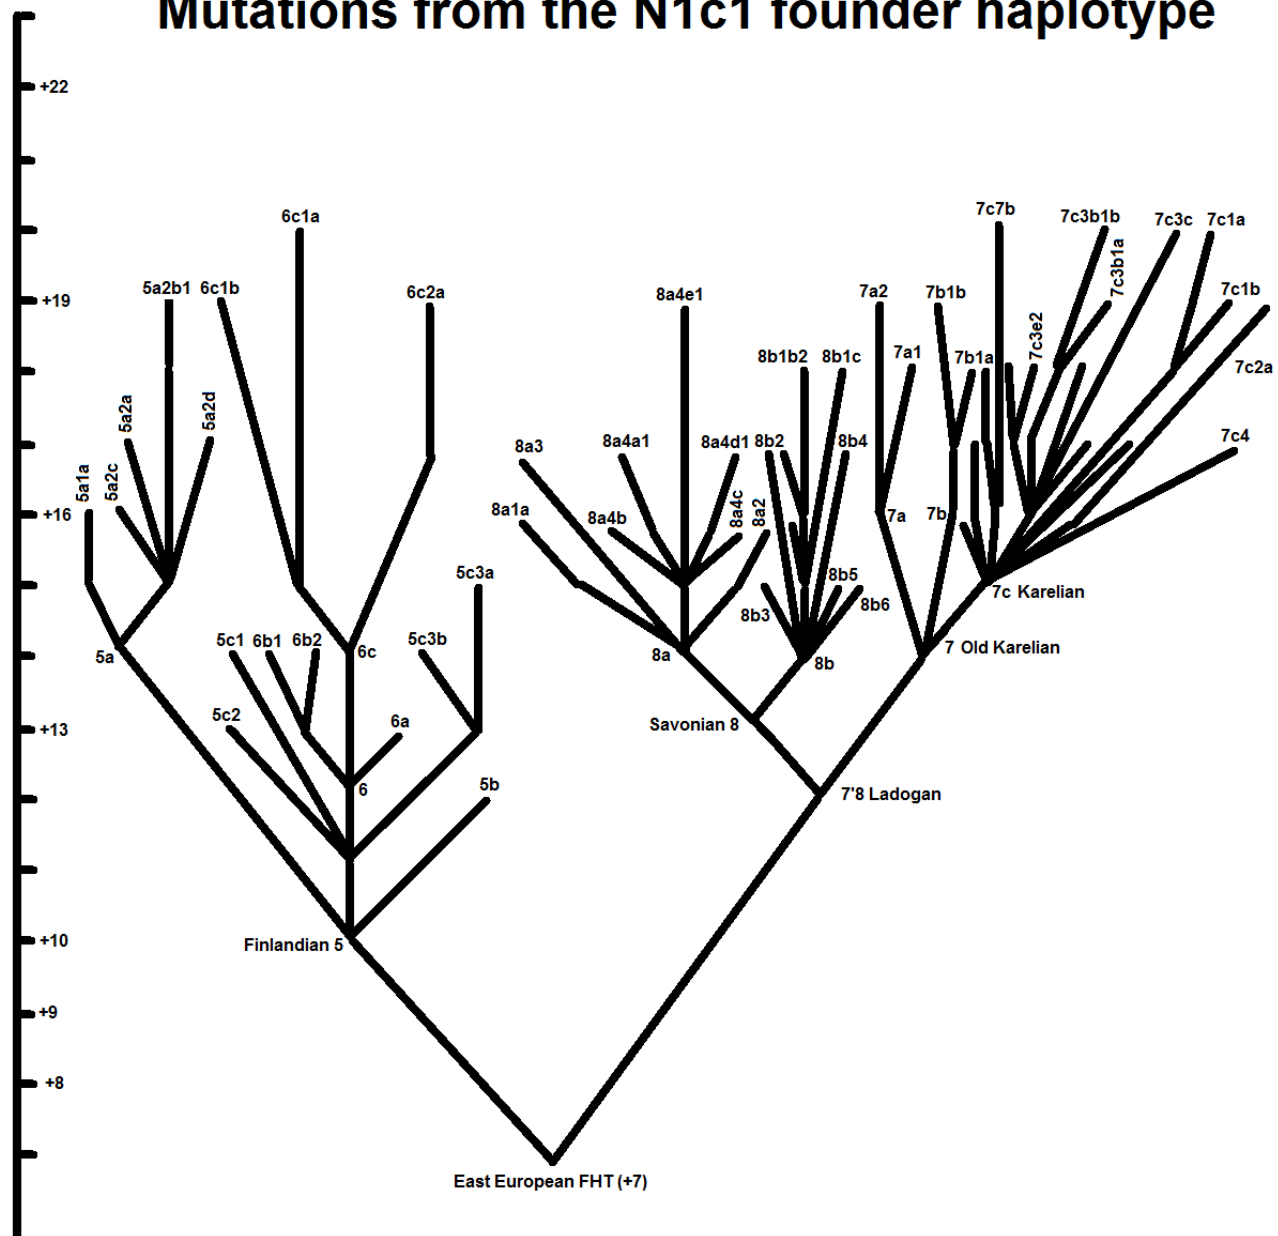 Mutations from the N1c1 founder haplotype
+22
7c7b
7c3b1b
7c3c
7c1a
6c1a
7c3b1a
+19
5a2b1
6c1b
6c2a
8a4e1
7a2
7b1b
7c1b
7c3e2
8b1b2
8b1c
7a1
7b1a
7c2a
5a2a
5a2d
8a3
8a4a1
8a4d1
8b2
8b4
7c4
5a1a
5a2c
+16
8a1a
8a4b
8a4c
8a2
7a
7b
5c3a
8b5
8b3
8b6
7c Karelian
5a
5c1
6b1
6b2
6c
5c3b
8a
8b
7 Old Karelian
+13
5c2
6a
Savonian 8
6
5b
7'8 Ladogan
+10
Finlandian 5
+9
+8
East European FHT (+7)